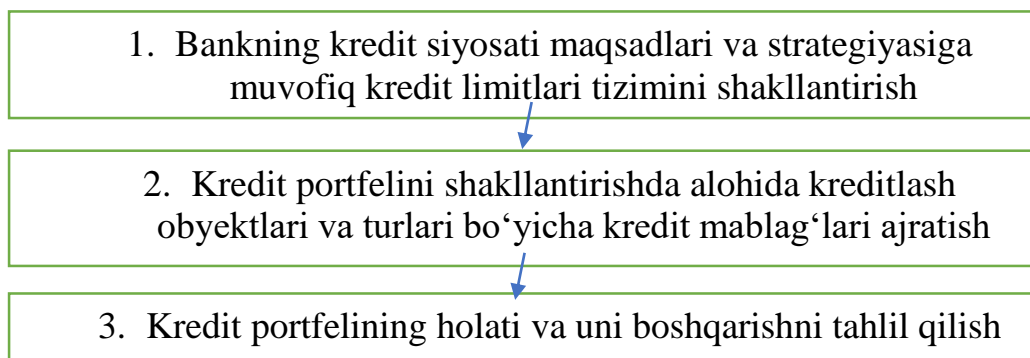 1. Bankning kredit siyosati maqsadlari va strategiyasiga
muvofiq kredit limitlari tizimini shakllantirish
2. Kredit portfelini shakllantirishda alohida kreditlash
obyektlari va turlari bo‘yicha kredit mablag‘lari ajratish
3. Kredit portfelining holati va uni boshqarishni tahlil qilish